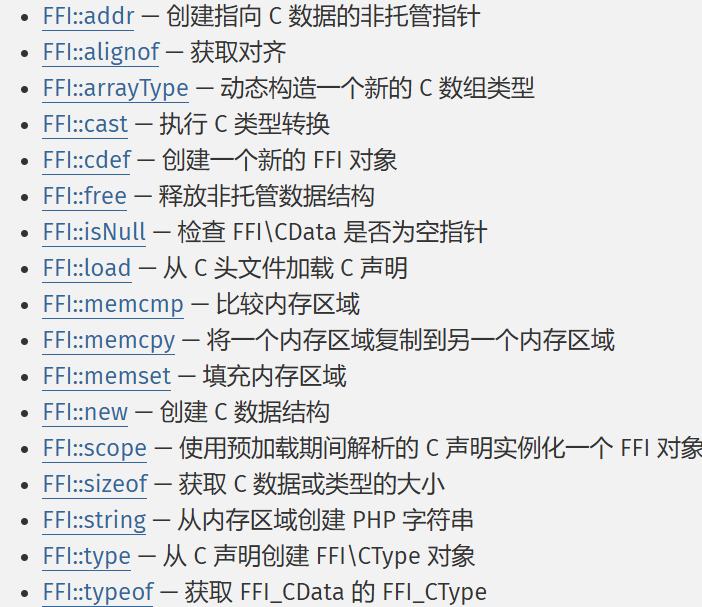 FFI::addr — 创建指向 C 数据的非托管指针
FFI::alignof — 获取对齐
FFI::arrayType — 动态构造一个新的 C 数组类型
FFI::cast — 执行 C 类型转换
FFI::cdef — 创建一个新的 FFI 对象
FFI::free — 释放非托管数据结构
FFI::isNull — 检查 FFI\CData 是否为空指针
FFI::load — 从 C 头文件加载 C 声明
FFI::memcmp — 比较内存区域
FFI::memcpy — 将一个内存区域复制到另一个内存区域
FFI::memset — 填充内存区域
FFI::new — 创建 C 数据结构
FFI::scope — 使用预加载期间解析的 C 声明实例化一个 FFI 对象
FFI::sizeof — 获取 C 数据或类型的大小
FFI::string — 从内存区域创建 PHP 字符串
FFI::type — 从 C 声明创建 FFI\CType 对象
FFI::typeof — 获取 FFI_CData 的 FFI_CType